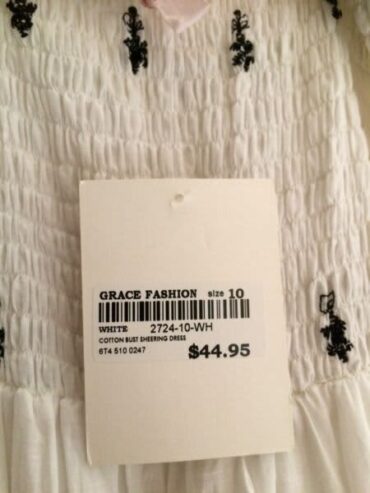 GRACE FASHION size 10
WHITE 2724-10-WH
COTTON BUST SHEERING DRESS
6T4 510 0247 $44.95